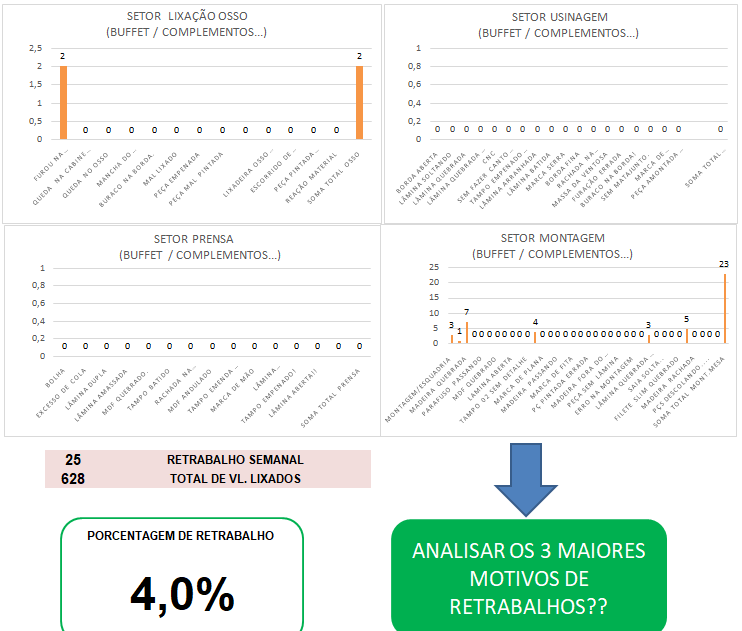 SETOR LIXAÇÃO OSSO
(BUFFET / COMPLEMENTOS...)
2,5
2
1,5
1
0,5
0
2
0 0 0 0 0 0 0 0 0 0 0 0
2
FUROU NA...
QUEDA NA CABINE...
QUEDA NO OSSO
MANCHA DO...
BURACO NA BORDA...
MAL LIXADO
PEÇA EMPENADA
PEÇA MAL PINTADA
LIXADEIRA OSSO...
ESCORRIDO DE...
PEÇA PINTADA...
REAÇÃO MATERIAL
SOMA TOTAL OSSO
SETOR USINAGEM
(BUFFET / COMPLEMENTOS...)
1
0,8
0,6
0,4
0,2
0
0 0 0 0 0 0 0 0 0 0 0 0 0 0 0 0 0 0
BORDA ABERTA
LÂMINA SOLTANDO
LÂMINA QUEBRADA
LÂMINA QUEBRADA...
CNC
SEM FAZER CANTO...
TAMPO EMPENADO...
LÂMINA ARRANHADA
LÂMINA BATIDA
MARCA SERRA
BORDA FINA
RACHADA NA...
MASSA DA VENTOSA
FURAÇÃO ERRADA
BURACO NA BORDA!
SEM MATAJUNTO.
MARCA DE...
PEÇA AMONTADA...
SOMA TOTAL...
SETOR PRENSA
(BUFFET / COMPLEMENTOS...)
1
0,8
0,6
0,4
0,2
0
0 0 0 0 0 0 0 0 0 0 0 0 0 0 0
BOLHA
EXCESSO DE COLA
LÂMINA DUPLA
LÂMINA AMASSADA
MDF QUEBRADO.
TAMPO BATIDO
RACHADA NA...
MDF ANDULADO
TAMPO EMENDA...
MARCA DE MÃO
LÂMINA...
TAMPO EMPENADO!
LÂMINA ABERTA!!
SOMA TOTAL PRENSA
SETOR MONTAGEM
(BUFFET / COMPLEMENTOS...)
25
20
15
10
5
0
3
1
7
0 0 0 0 0 0 0 0
4
0 0 0 0 0 0 0 0 0 0 0 0 0
3
0 0 0 0
5
0 0 0 0
23
MONTAGEM/ESQUADRIA
MADEIRA QUEBRADA
PARAFUSO PASSANDO
MDF QUEBRADO
LÂMINA ABERTA
TAMPO 02 SEM DETALHE
MARCA DE PLANA
MADEIRA PASSANDO
MARCA DE FITA
PÇ PINTADA ERRADA
MADEIRA FORA DO...
PEÇA SEM LÂMINA
ERRO NA MONTAGEM
LÂMINA QUEBRADA...
SAIA SOLTA...
FILETE SLIM QUEBRADO
MADEIRA RACHADA
PÇS DESCOLANDO...
SOMA TOTAL MONT.MESA
25 RETRABALHO SEMANAL
628 TOTAL DE VL. LIXADOS
PORCENTAGEM DE RETRABALHO
4,0%
ANALISAR OS 3 MAIORES
MOTIVOS DE
RETRABALHOS??